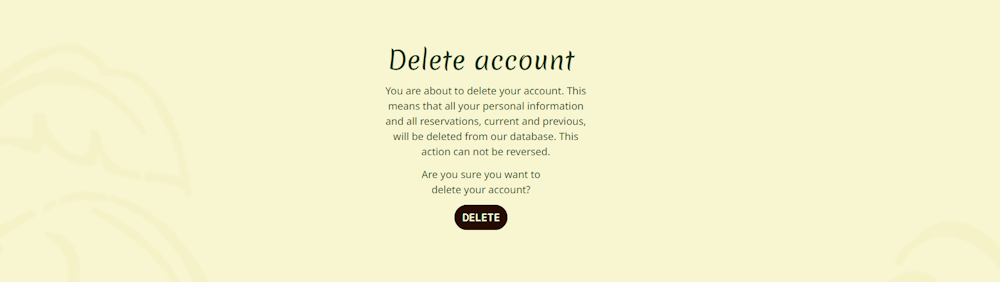 Delete account
You are about to delete your account. This
means that all your personal information
and all reservations, current and previous,
will be deleted from our database. This
action can not be reversed.
Are you sure you want to
delete your account?
DELETE